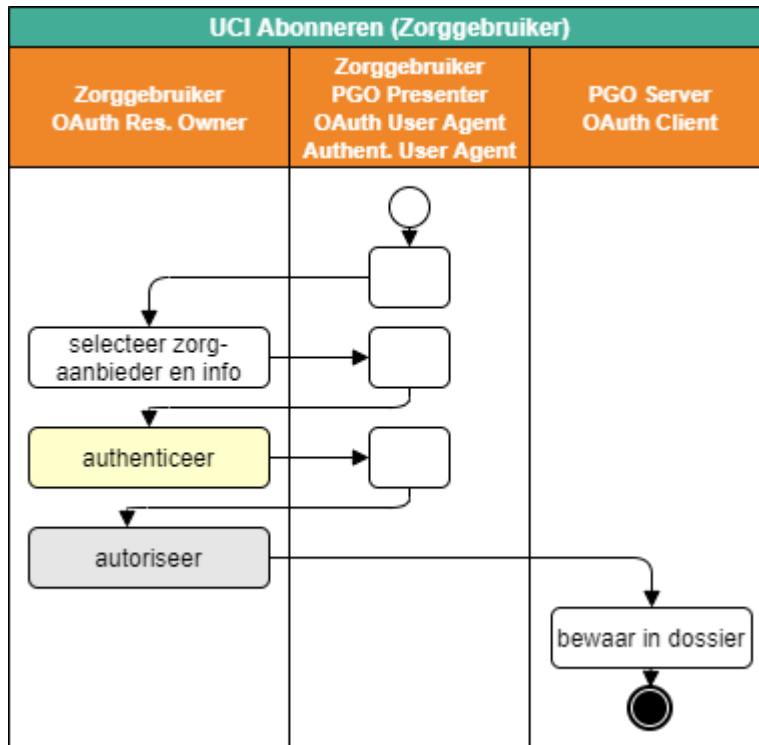 UCI Abonneren (Zorggebruiker)
Zorggebruiker
OAuth Res. Owner
Zorggebruiker
PGO Presenter
OAuth User Agent
Authent. User Agent
PGO Server
OAuth Client
selecteer zorg-
aanbieder en info
authenticeer
autoriseer
bewaar in dossier